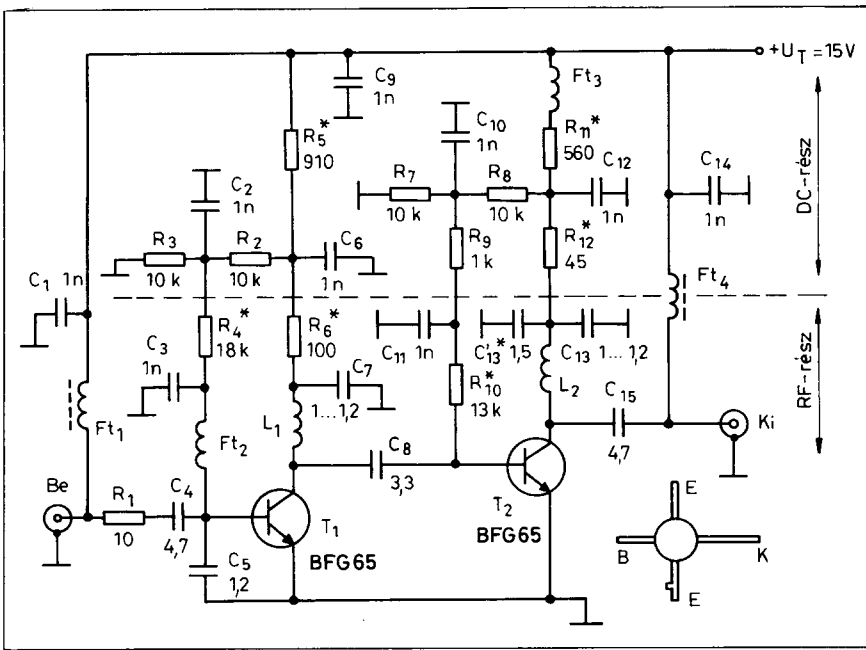 +U_T = 15V
C9
1n
Ft3
R5*
910
C10
1n
R11*
560
C2
1n
R7
10 k
R8
10 k
C12
1n
C14
1n
DC-rész
R3
10 k
R2
10 k
C6
1n
R9
1 k
R12*
45
Ft4
C1
1n
R4*
18 k
R6*
100
C3
1n
C7
1...1,2
C11
1n
C'13*
1,5
C13
1...1,2
RF-rész
Ft1
Ft2
L1
R10*
13 k
L2
C15
4,7
Ki
C8
3,3
Be
R1
10
C4
4,7
T1
BFG65
T2
BFG65
C5
1,2
E
B
K
E